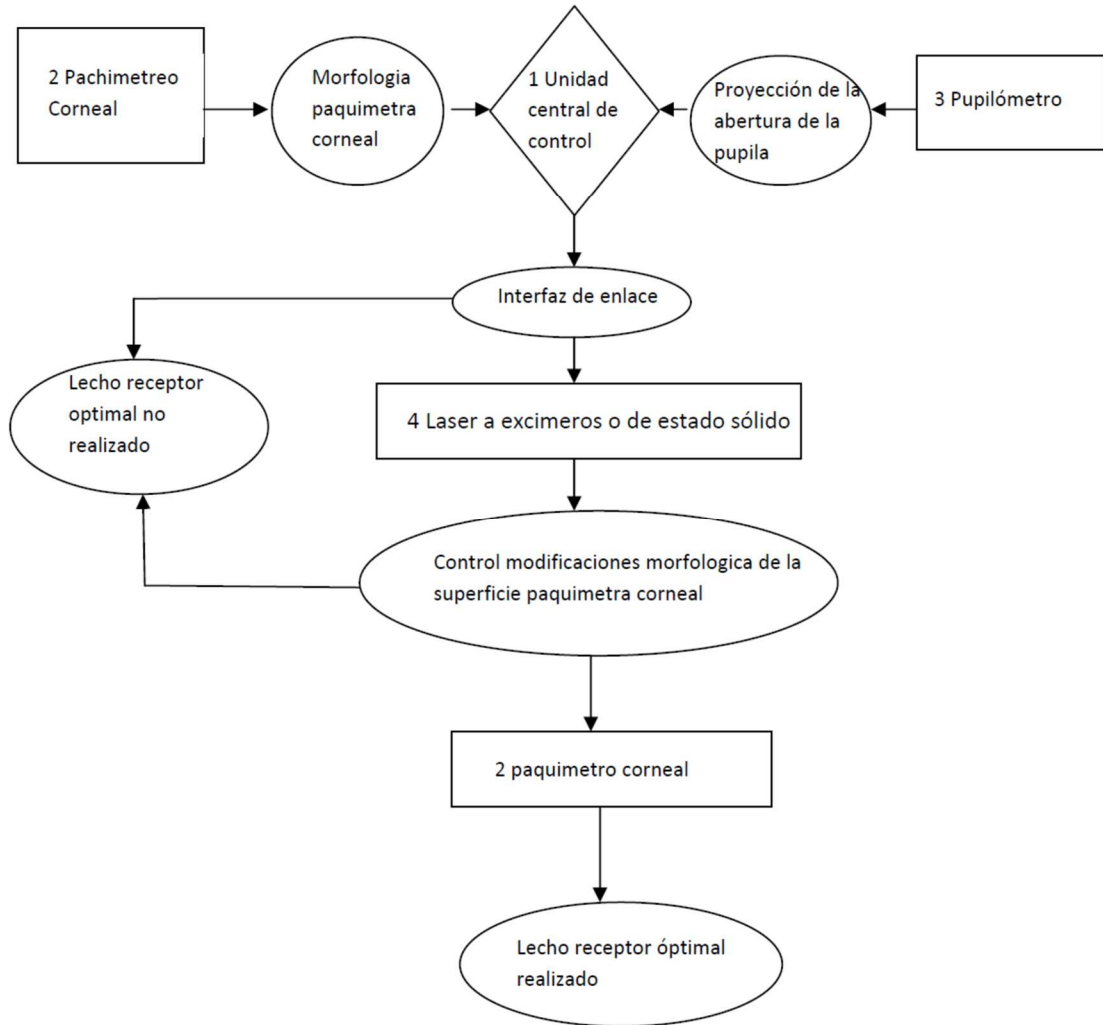 2 Pachimetreo
Corneal
Morfologia
paquimetra
corneal
1 Unidad
central de
control
Proyección de la
abertura de la
pupila
3 Pupilómetro
Interfaz de enlace
Lecho receptor
optimal no
realizado
4 Laser a excimeros o de estado sólido
Control modificaciones morfologica de la
superficie paquimetra corneal
2 paquimetro corneal
Lecho receptor óptimal
realizado